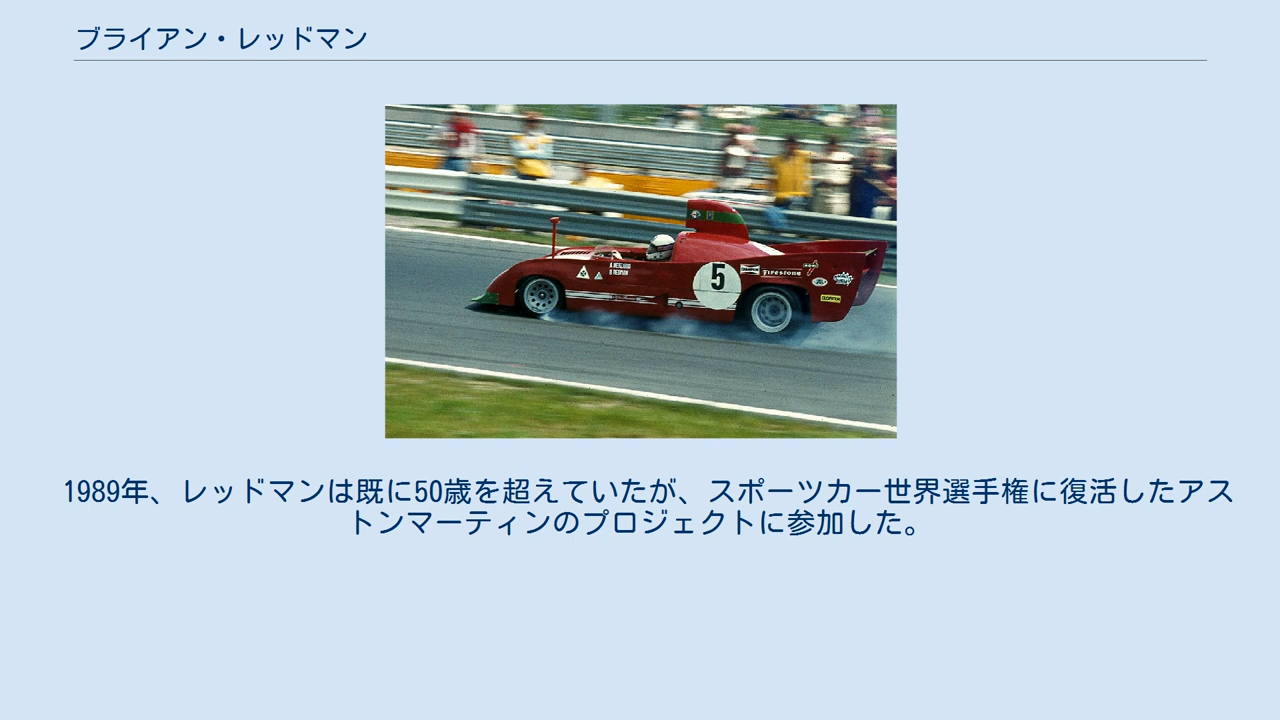 ブライアン・レッドマン
5
Firestone
1989年、レッドマンは既に50歳を超えていたが、スポーツカー世界選手権に復活したアス
トンマーティンのプロジェクトに参加した。